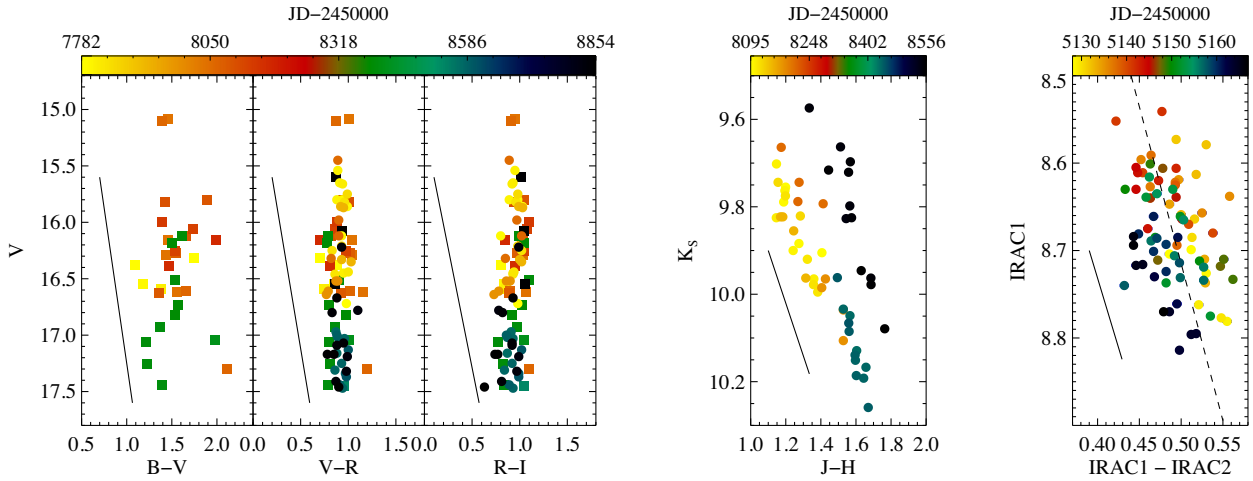 JD−2450000 JD−2450000 JD−2450000
7782 8050 8318 8586 8854 8095 8248 8402 8556 5130 5140 5150 5160
15.0 15.5 16.0 16.5 17.0 17.5
V
0.5 1.0 1.5 2.0 0.0 0.5 1.0 1.5 0.0 0.5 1.0 1.5
B−V V−R R−I
9.6 9.8 10.0 10.2
Ks
1.0 1.2 1.4 1.6 1.8 2.0
J−H
8.5 8.6 8.7 8.8
IRAC1
0.40 0.45 0.50 0.55
IRAC1 − IRAC2